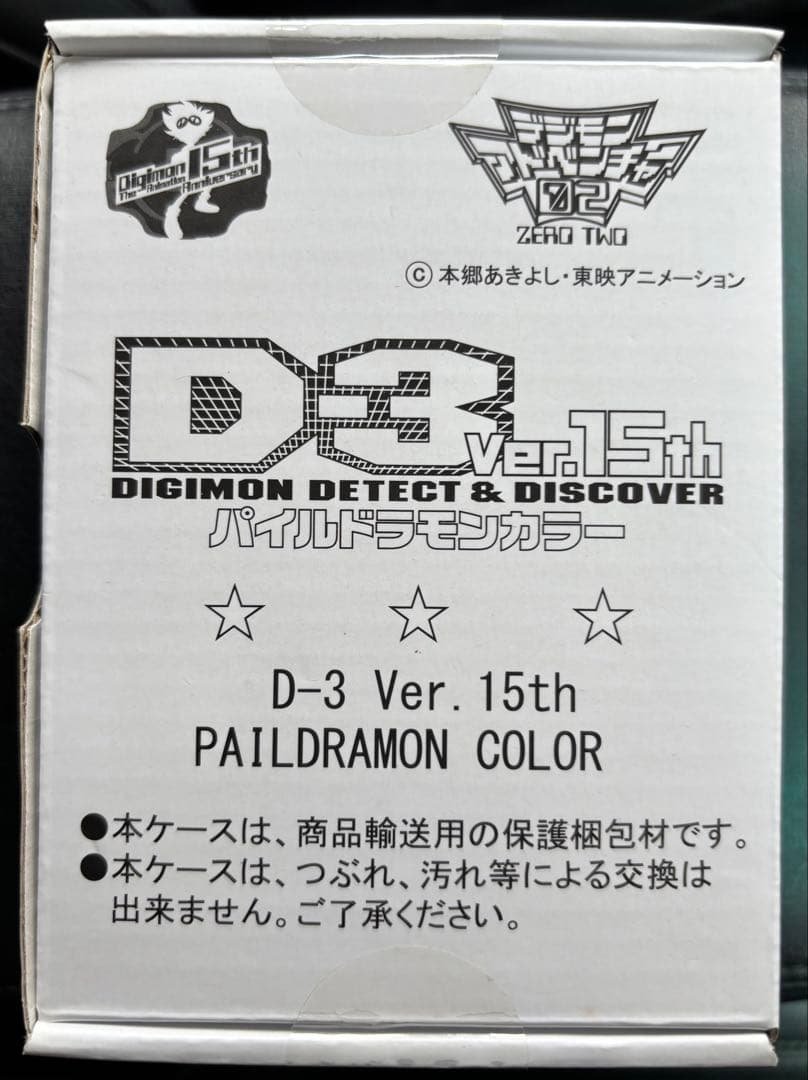 Digimon 15th
The Animation Anniversary
デジモン
アドベンチャー
02
ZERO TWO
©本郷あきよし・東映アニメーション
D-3 Ver.15th
DIGIMON DETECT & DISCOVER
パイルドラモンカラー
☆ ☆ ☆
D-3 Ver.15th
PAILDRAMON COLOR
●本ケースは、商品輸送用の保護梱包材です。
●本ケースは、つぶれ、汚れ等による交換は
出来ません。ご了承ください。